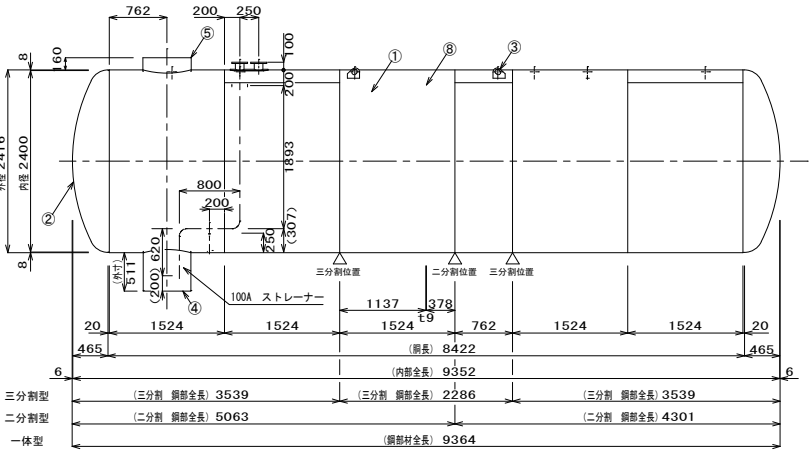 762
200
250
⑤
8
160
100
①
⑧
③
200
外径 2416
内径 2400
1893
800
②
200
620
250
(307)
8
(外寸)
511
(200)
三分割位置
二分割位置
三分割位置
④
100A ストレーナー
1137
378
t9
20
1524
1524
1524
762
1524
1524
20
465
(胴長) 8422
465
6
(内部全長) 9352
6
三分割型
(三分割 鋼部全長) 3539
(三分割 鋼部全長) 2286
(三分割 鋼部全長) 3539
二分割型
(二分割 鋼部全長) 5063
(二分割 鋼部全長) 4301
一体型
(鋼部材全長) 9364